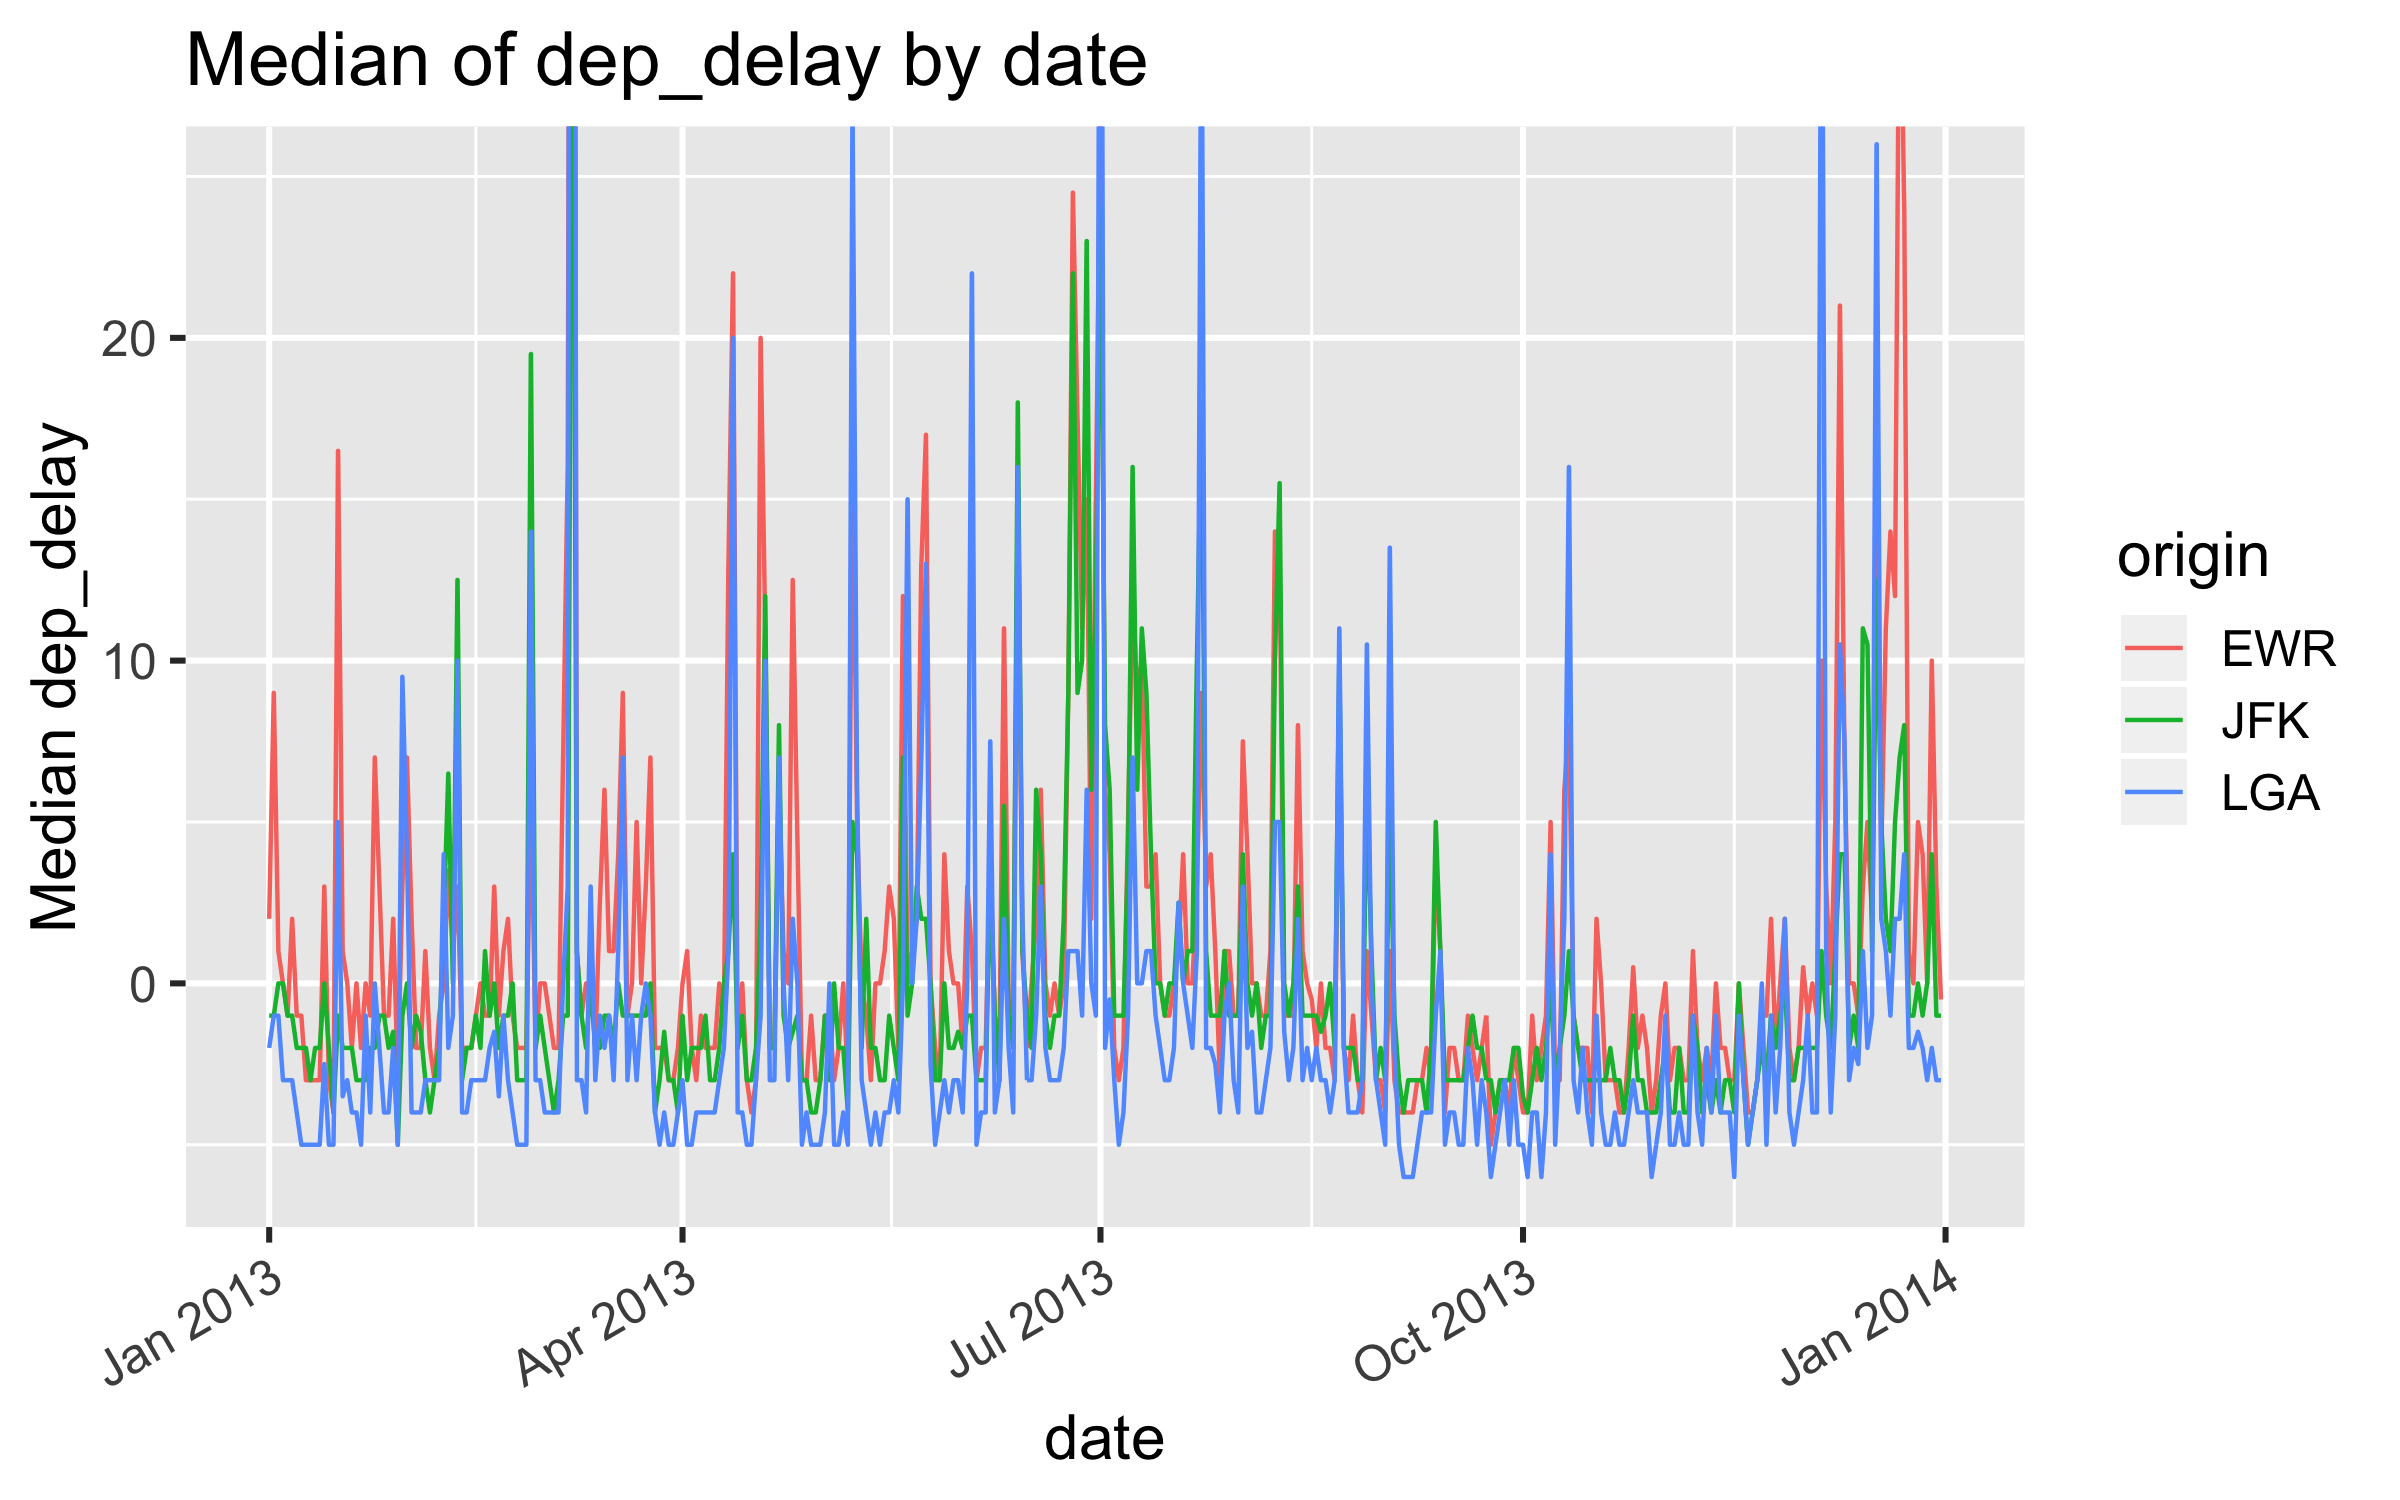 Median of dep_delay by date
Median dep_delay
20
10
0
Jan 2013
Apr 2013
Jul 2013
Oct 2013
Jan 2014
date
origin
EWR
JFK
LGA